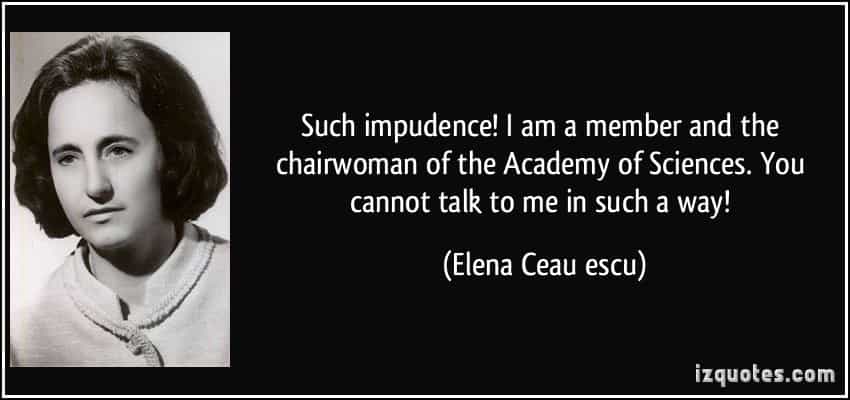 Such impudence! I am a member and the
chairwoman of the Academy of Sciences. You
cannot talk to me in such a way!
(Elena Ceau escu)
izquotes.com